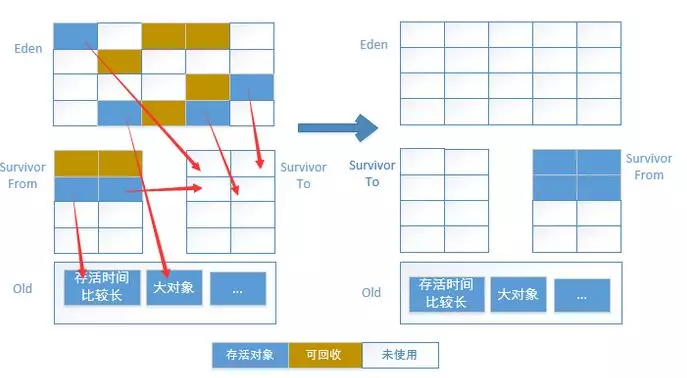 Eden
Eden
Survivor
From
Survivor
To
Survivor
To
Survivor
From
Old
存活时间
比较长
大对象
...
Old
存活时间
比较长
大对象
...
存活对象
可回收
未使用